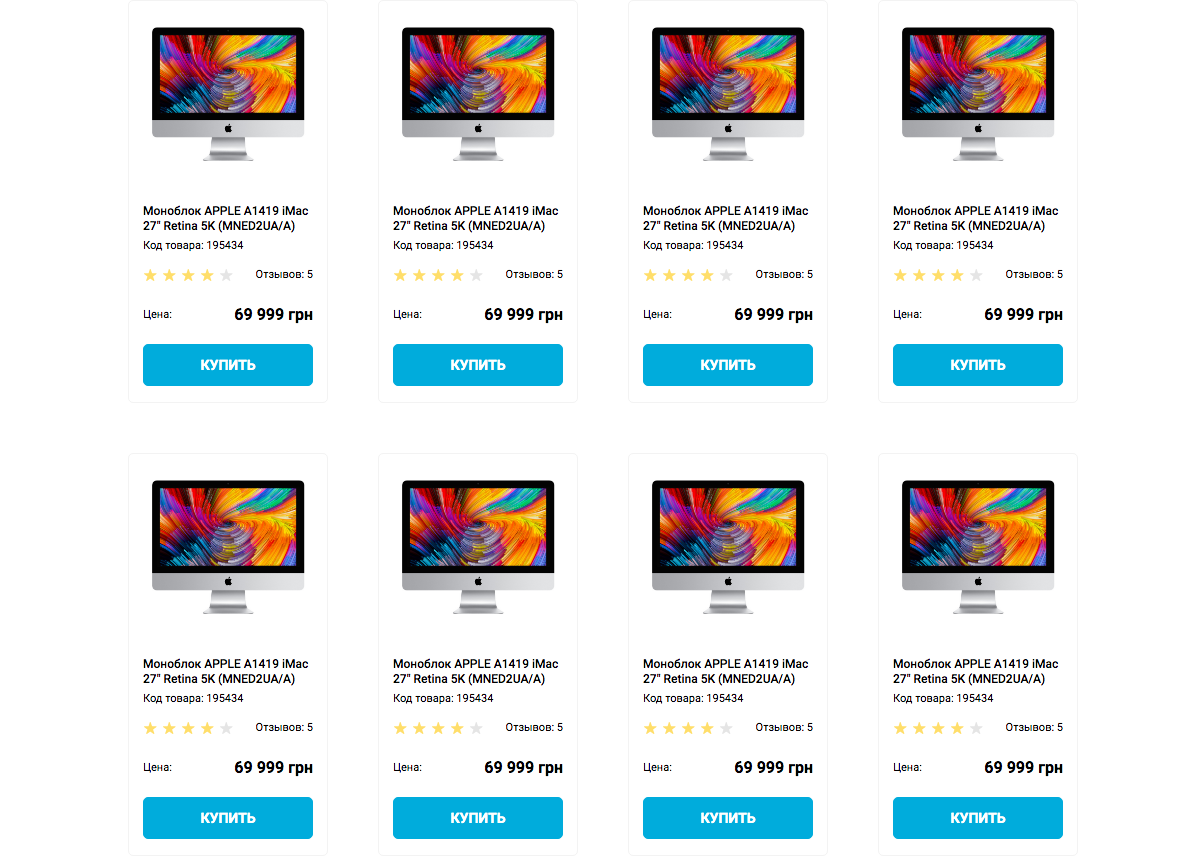 Моноблок APPLE A1419 iMac
27" Retina 5K (MNED2UA/A)
Код товара: 195434
Отзывов: 5
Цена: 69 999 грн
КУПИТЬ
Моноблок APPLE A1419 iMac
27" Retina 5K (MNED2UA/A)
Код товара: 195434
Отзывов: 5
Цена: 69 999 грн
КУПИТЬ
Моноблок APPLE A1419 iMac
27" Retina 5K (MNED2UA/A)
Код товара: 195434
Отзывов: 5
Цена: 69 999 грн
КУПИТЬ
Моноблок APPLE A1419 iMac
27" Retina 5K (MNED2UA/A)
Код товара: 195434
Отзывов: 5
Цена: 69 999 грн
КУПИТЬ
Моноблок APPLE A1419 iMac
27" Retina 5K (MNED2UA/A)
Код товара: 195434
Отзывов: 5
Цена: 69 999 грн
КУПИТЬ
Моноблок APPLE A1419 iMac
27" Retina 5K (MNED2UA/A)
Код товара: 195434
Отзывов: 5
Цена: 69 999 грн
КУПИТЬ
Моноблок APPLE A1419 iMac
27" Retina 5K (MNED2UA/A)
Код товара: 195434
Отзывов: 5
Цена: 69 999 грн
КУПИТЬ
Моноблок APPLE A1419 iMac
27" Retina 5K (MNED2UA/A)
Код товара: 195434
Отзывов: 5
Цена: 69 999 грн
КУПИТЬ